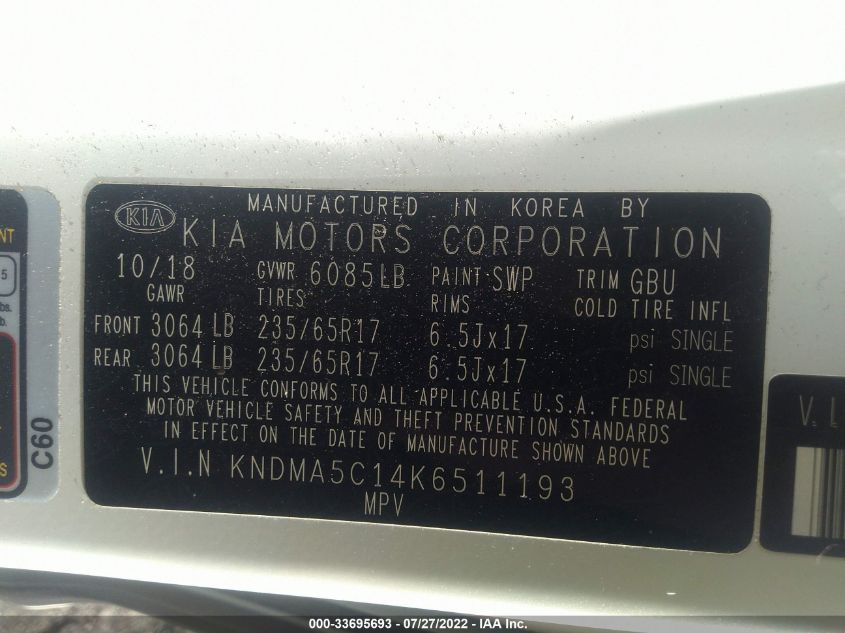 MANUFACTURED IN KOREA BY
KIA KIA MOTORS CORPORATION
10/18 GVWR 6085LB PAINT SWP TRIM GBU
GAWR TIRES RIMS COLD TIRE INFL
FRONT 3064 LB 235/65R17 6.5Jx17 psi SINGLE
REAR 3064 LB 235/65R17 6.5Jx17 psi SINGLE
THIS VEHICLE CONFORMS TO ALL APPLICABLE U.S.A. FEDERAL
MOTOR VEHICLE SAFETY AND THEFT PREVENTION STANDARDS
IN EFFECT ON THE DATE OF MANUFACTURE SHOWN ABOVE
V.I.N KNDMA5C14K6511193
MPV
C60
000-33695693 // 07/27/2022 - IAA Inc.